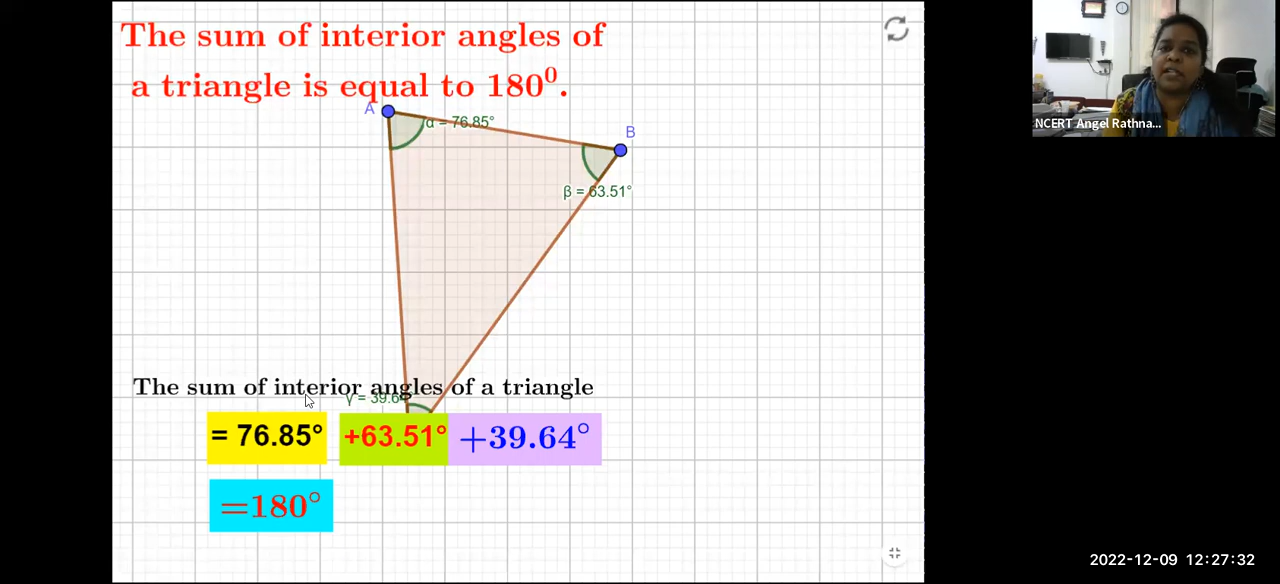 The sum of interior angles of
a triangle is equal to 180⁰.
A
α = 76.85°
B
β = 63.51°
NCERT Angel Rathna...
The sum of interior angles of a triangle
γ = 39.6
= 76.85° +63.51° +39.64°
=180°
2022-12-09 12:27:32